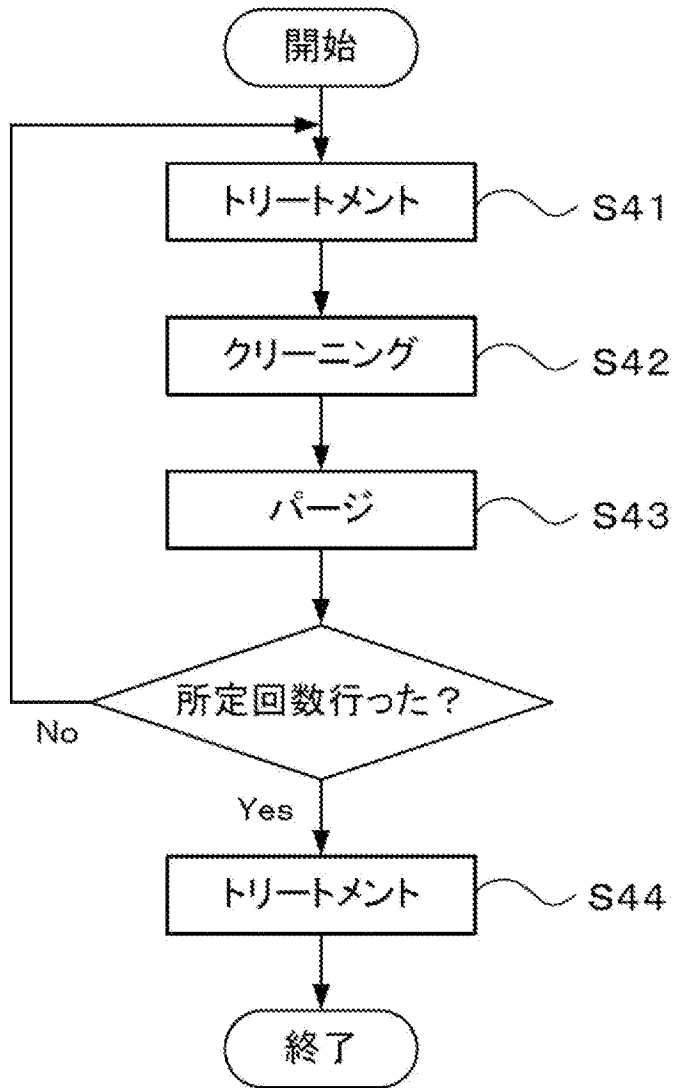 開始
トリートメント
S41
クリーニング
S42
パージ
S43
所定回数行った？
No
Yes
トリートメント
S44
終了